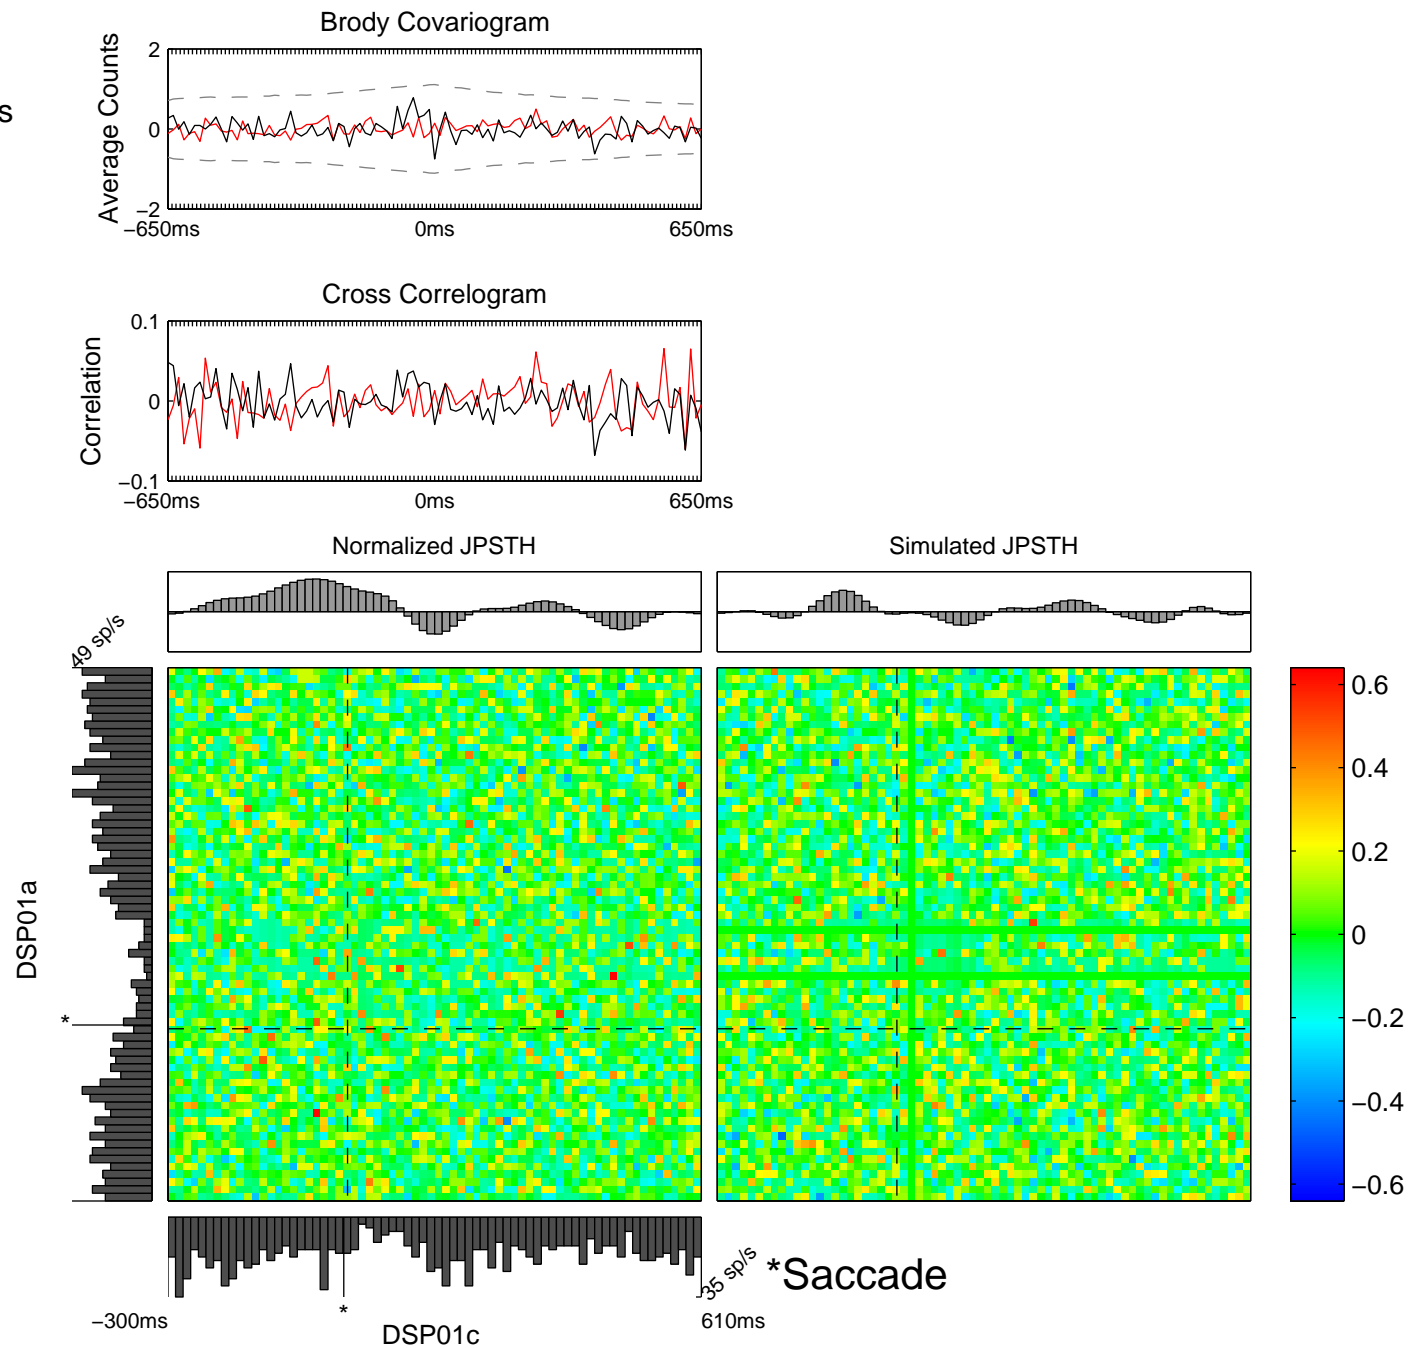 Brody Covariogram
s
Average Counts
2
0
−2
−650ms
0ms
650ms
Cross Correlogram
Correlation
0.1
0
−0.1
−650ms
0ms
650ms
Normalized JPSTH
Simulated JPSTH
49 sp/s
DSP01a
*
0.6
0.4
0.2
0
−0.2
−0.4
−0.6
35 sp/s
*Saccade
*
−300ms
DSP01c
610ms